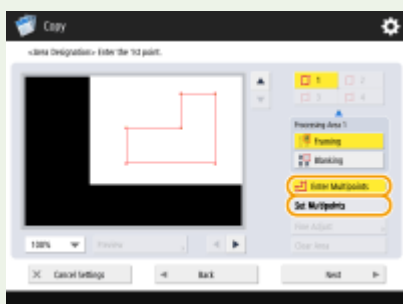 Copy
<Area Designation> Enter the 1st point.
1
2
3
4
Processing Area 1
Framing
Blanking
Enter Multipoints
Set Multipoints
Fine Adjust
Clear Area
100%
Preview
Cancel Settings
Back
Next